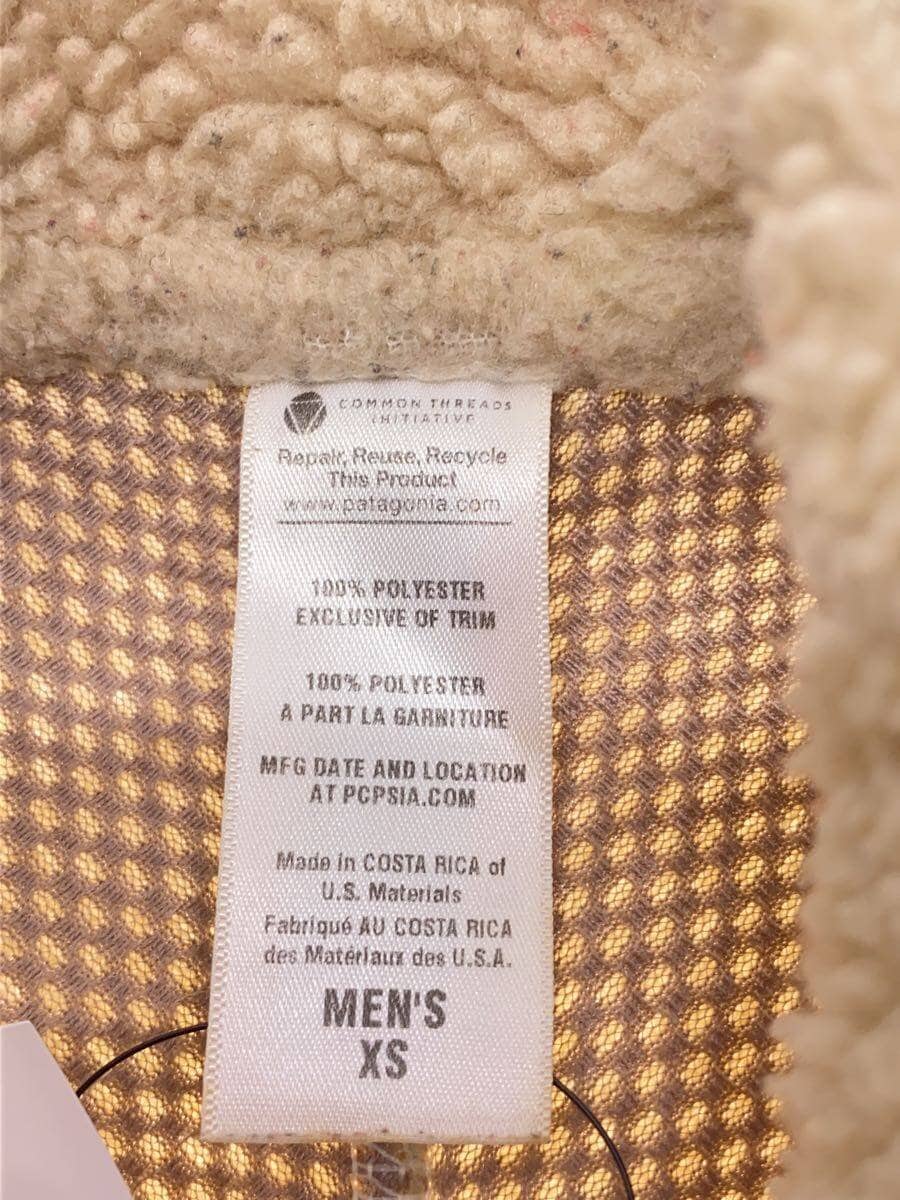 COMMON THREADS
INITIATIVE
Repair, Reuse, Recycle
This Product
www.patagonia.com
100% POLYESTER
EXCLUSIVE OF TRIM
100% POLYESTER
A PART LA GARNITURE
MFG DATE AND LOCATION
AT PCPSIA.COM
Made in COSTA RICA of
U.S. Materials
Fabriqué AU COSTA RICA
des Matériaux des U.S.A.
MEN'S
XS